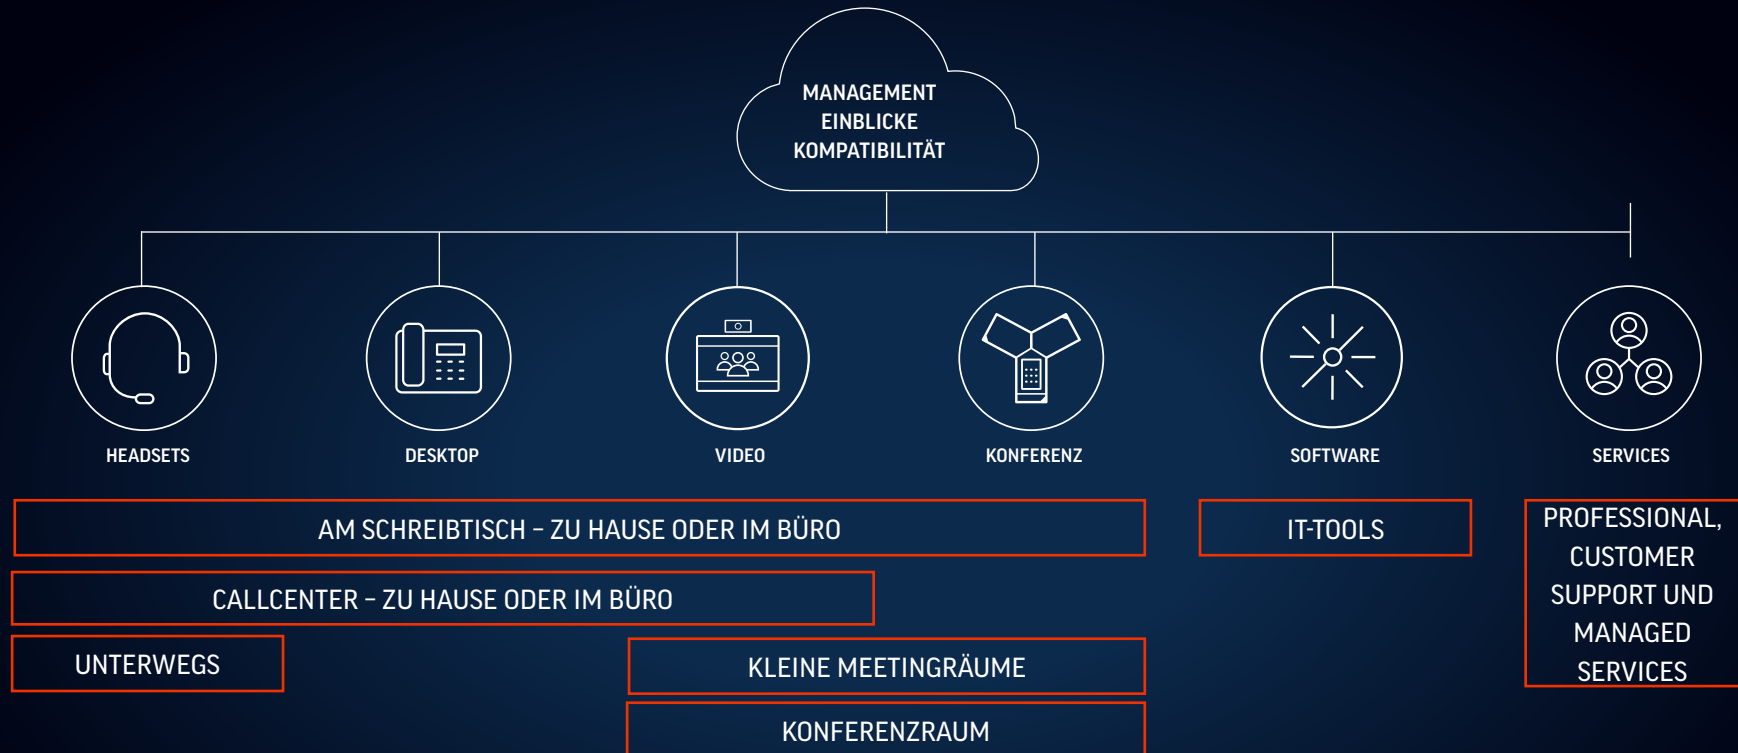 MANAGEMENT
EINBLICKE
KOMPATIBILITÄT
HEADSETS
DESKTOP
VIDEO
KONFERENZ
SOFTWARE
SERVICES
AM SCHREIBTISCH – ZU HAUSE ODER IM BÜRO
IT-TOOLS
PROFESSIONAL,
CUSTOMER
SUPPORT UND
MANAGED
SERVICES
CALLCENTER – ZU HAUSE ODER IM BÜRO
UNTERWEGS
KLEINE MEETINGRÄUME
KONFERENZRAUM